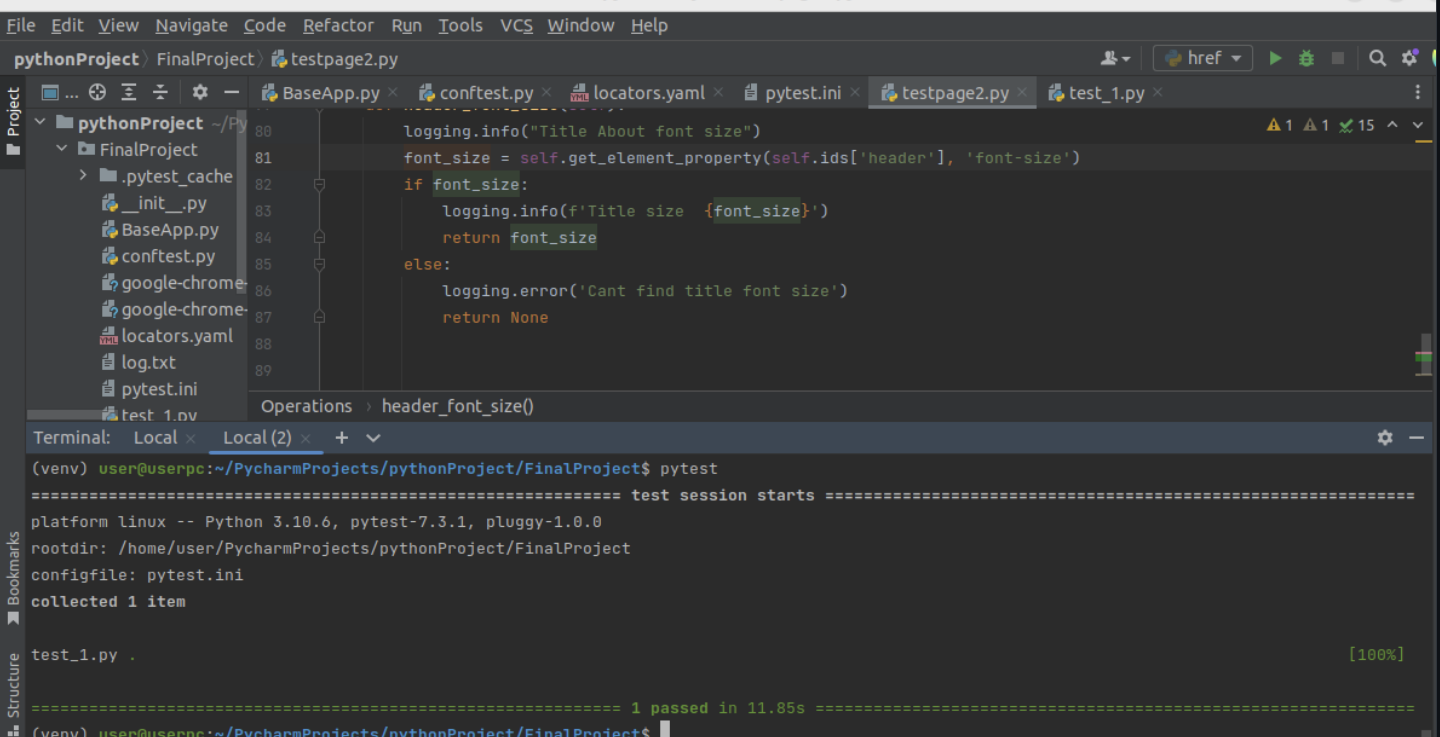 File Edit View Navigate Code Refactor Run Tools VCS Window Help
pythonProject FinalProject testpage2.py href
Project
... BaseApp.py conftest.py locators.yaml pytest.ini testpage2.py test_1.py
pythonProject ~/Py
FinalProject
.pytest_cache
__init__.py
BaseApp.py
conftest.py
google-chrome-
google-chrome-
locators.yaml
log.txt
pytest.ini
test_1.py
1 1 15
80 logging.info("Title About font size")
81 font_size = self.get_element_property(self.ids['header'], 'font-size')
82 if font_size:
83 logging.info(f'Title size  {font_size}')
84 return font_size
85 else:
86 logging.error('Cant find title font size')
87 return None
88
89
Operations header_font_size()
Terminal: Local Local (2)
(venv) user@userpc:~/PycharmProjects/pythonProject/FinalProject$ pytest
============================================================= test session starts =============================================================
platform linux -- Python 3.10.6, pytest-7.3.1, pluggy-1.0.0
rootdir: /home/user/PycharmProjects/pythonProject/FinalProject
configfile: pytest.ini
collected 1 item
test_1.py . [100%]
============================================================= 1 passed in 11.85s ==============================================================
(venv) user@userpc:~/PycharmProjects/pythonProject/FinalProject$
Bookmarks
Structure